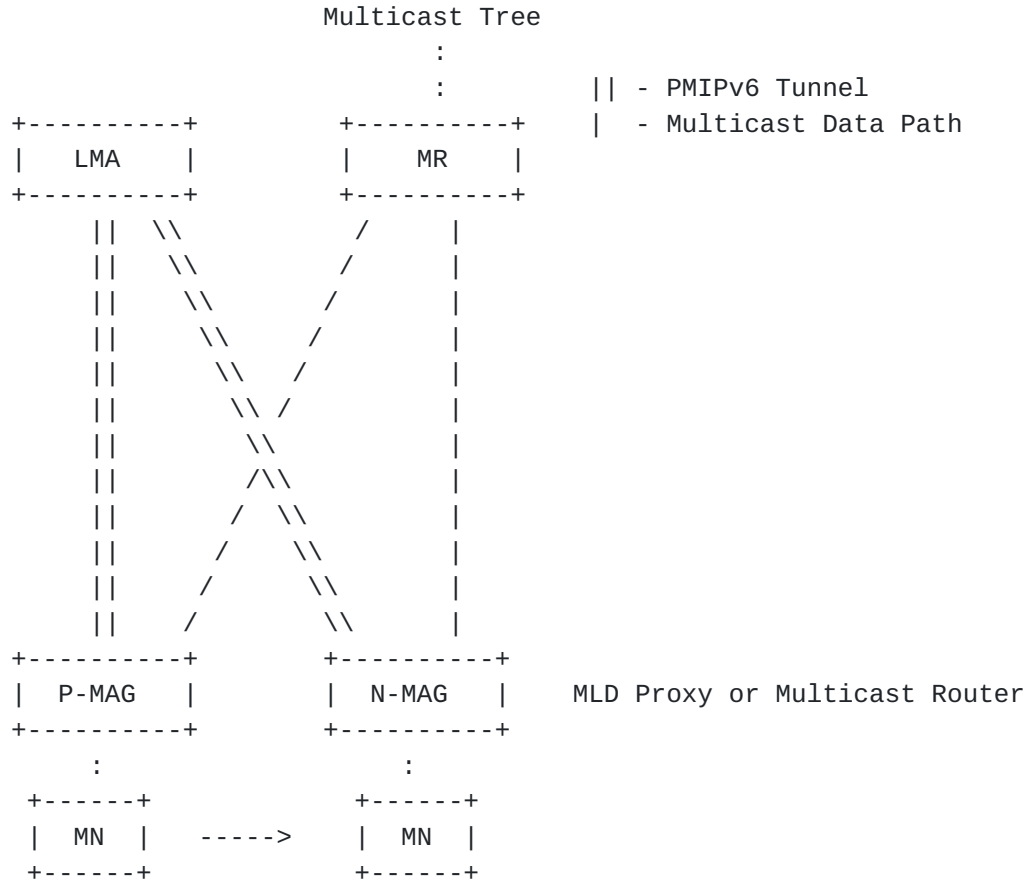 Multicast Tree
:
: || - PMIPv6 Tunnel
+----------+ +----------+ | - Multicast Data Path
| LMA | | MR |
+----------+ +----------+
|| \\ / |
|| \\ / |
|| \\ / |
|| \\ / |
|| \\ / |
|| \\ / |
|| \\ |
|| /\\ |
|| / \\ |
|| / \\ |
|| / \\ |
|| / \\ |
+----------+ +----------+
| P-MAG | | N-MAG | MLD Proxy or Multicast Router
+----------+ +----------+
: :
+------+ +------+
| MN | -----> | MN |
+------+ +------+